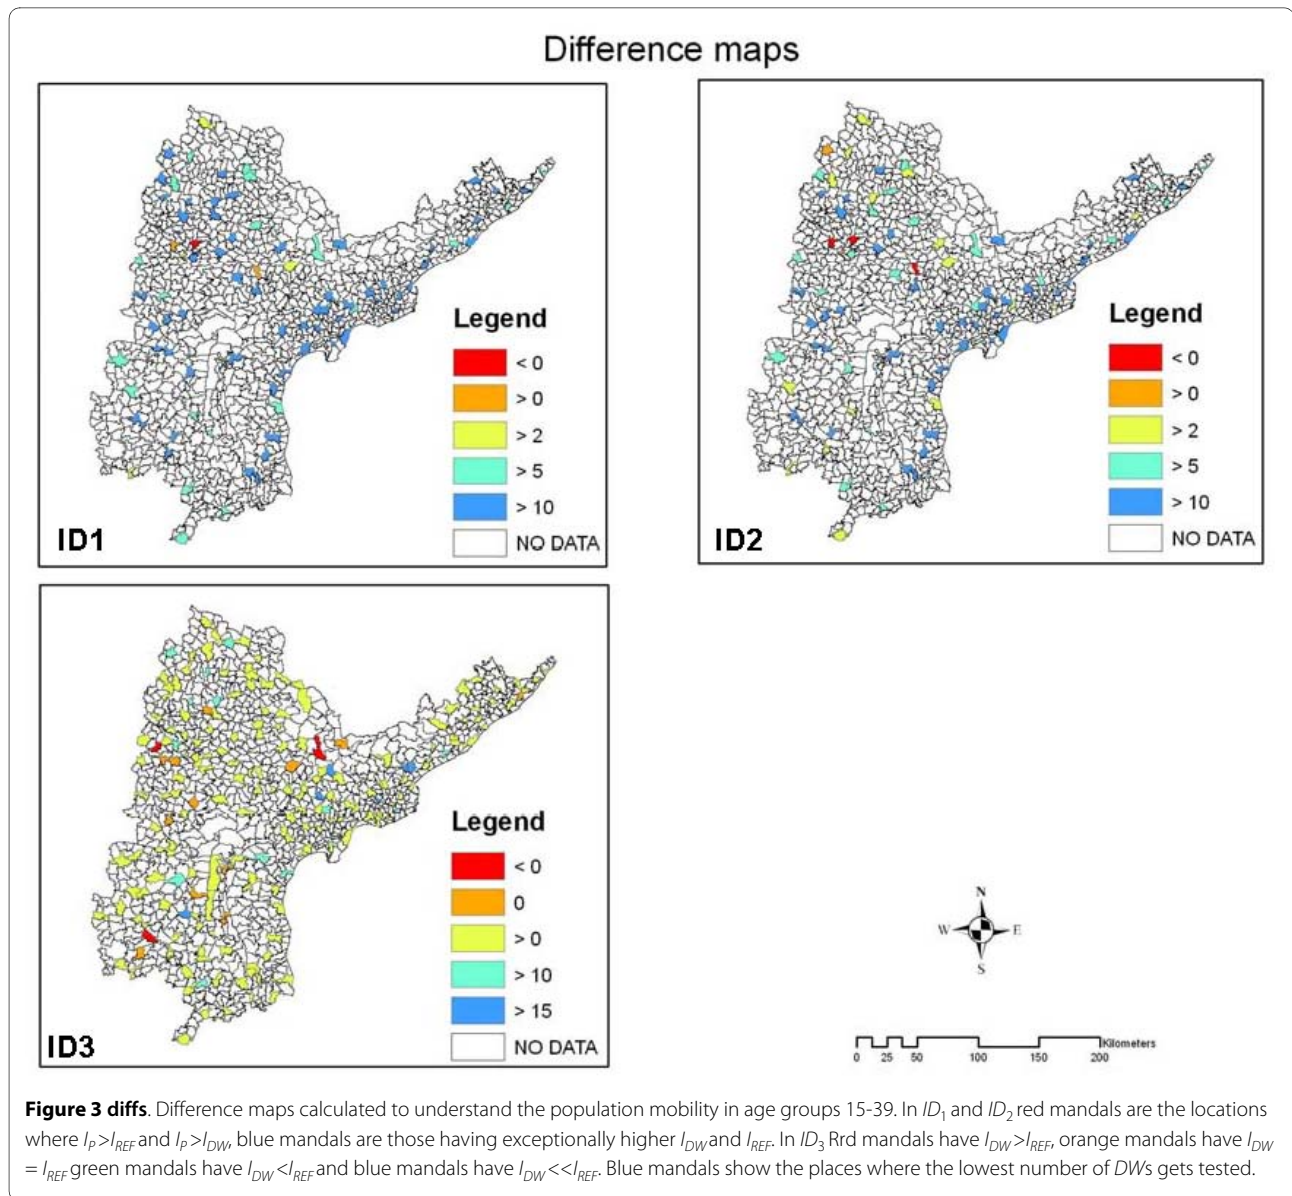 Difference maps
Legend
< 0
> 0
> 2
> 5
> 10
NO DATA
ID1
Legend
< 0
> 0
> 2
> 5
> 10
NO DATA
ID2
Legend
< 0
0
> 0
> 10
> 15
NO DATA
ID3
N
W E
S
Kilometers
0 25 50 100 150 200
Figure 3 diffs. Difference maps calculated to understand the population mobility in age groups 15-39. In ID1 and ID2 red mandals are the locations
where IP >IREF and IP >IDW, blue mandals are those having exceptionally higher IDW and IREF. In ID3 Rrd mandals have IDW >IREF, orange mandals have IDW
= IREF green mandals have IDW <IREF and blue mandals have IDW <<IREF. Blue mandals show the places where the lowest number of DWs gets tested.